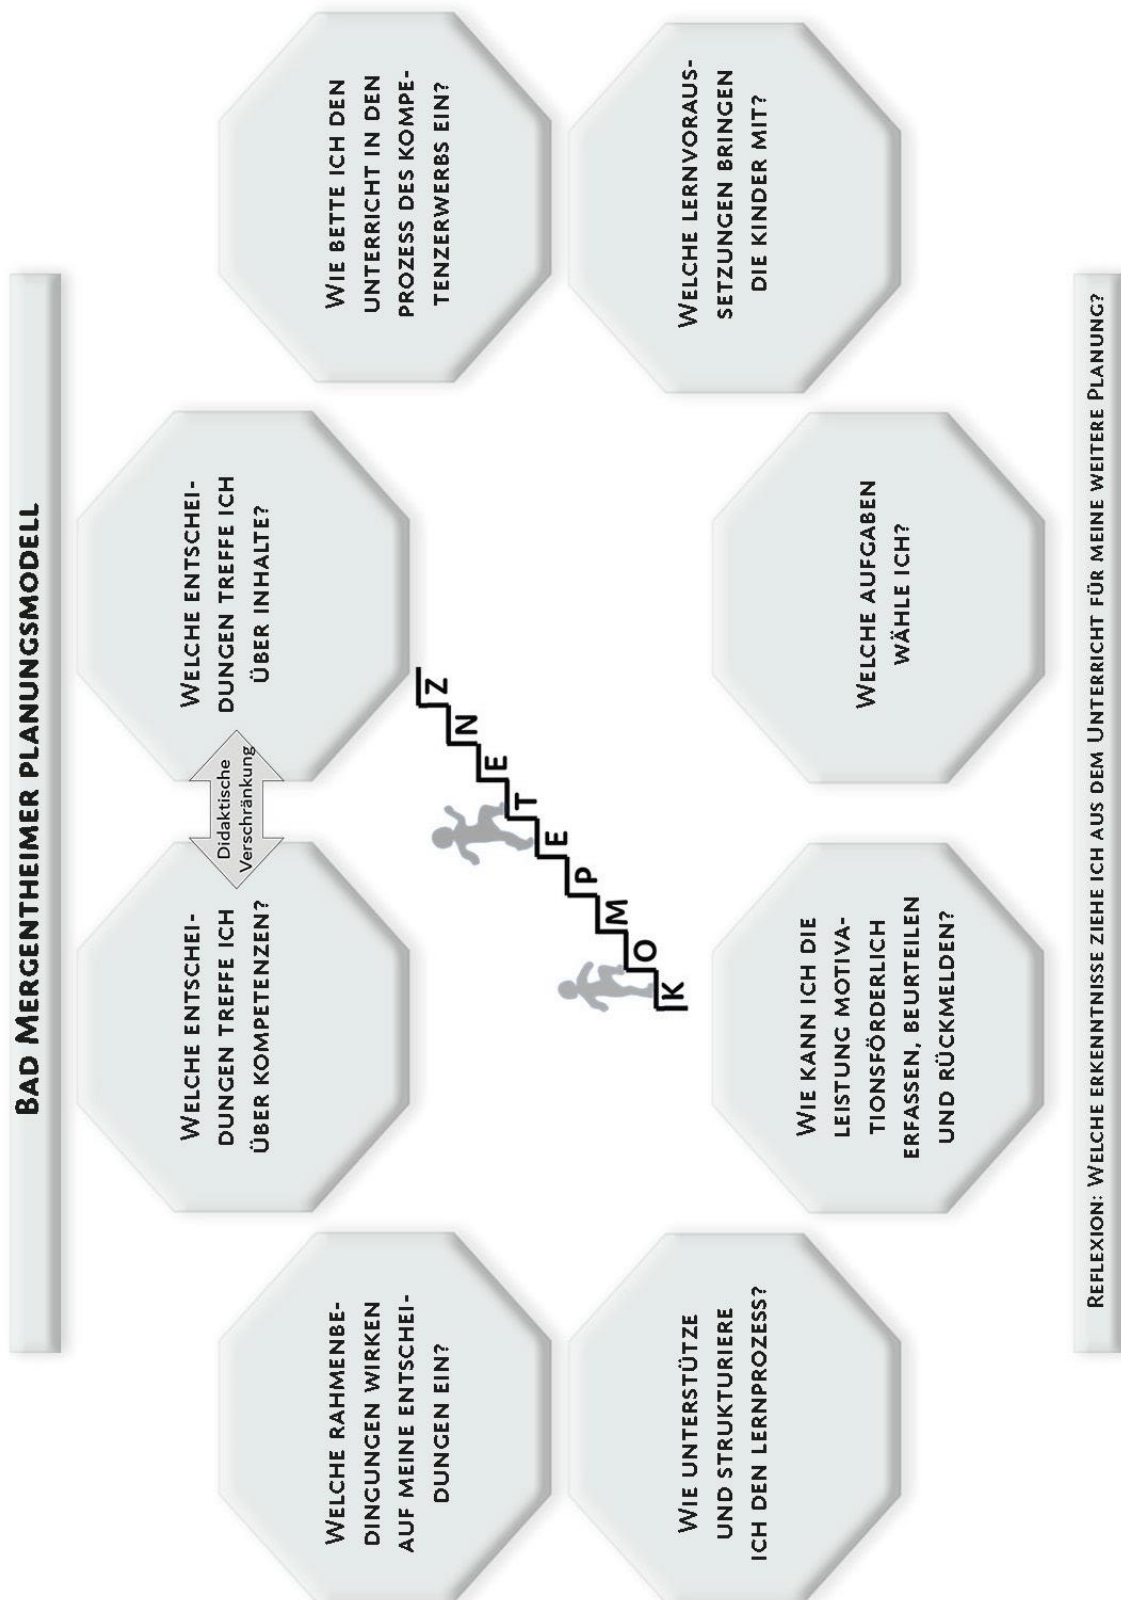 BAD MERGENTHEIMER PLANUNGSMODELL
WELCHE ENTSCHEI-
DUNGEN TREFFE ICH
ÜBER KOMPETENZEN?
Didaktische
Verschränkung
WELCHE ENTSCHEI-
DUNGEN TREFFE ICH
ÜBER INHALTE?
WELCHE RAHMENBE-
DINGUNGEN WIRKEN
AUF MEINE ENTSCHEI-
DUNGEN EIN?
WIE BETTE ICH DEN
UNTERRICHT IN DEN
PROZESS DES KOMPE-
TENZERWERBS EIN?
KOMPETENZ
WIE UNTERSTÜTZE
UND STRUKTURIERE
ICH DEN LERNPROZESS?
WELCHE LERNVORAUS-
SETZUNGEN BRINGEN
DIE KINDER MIT?
WIE KANN ICH DIE
LEISTUNG MOTIVA-
TIONSFÖRDERLICH
ERFASSEN, BEURTEILEN
UND RÜCKMELDEN?
WELCHE AUFGABEN
WÄHLE ICH?
REFLEXION: WELCHE ERKENNTNISSE ZIEHE ICH AUS DEM UNTERRICHT FÜR MEINE WEITERE PLANUNG?